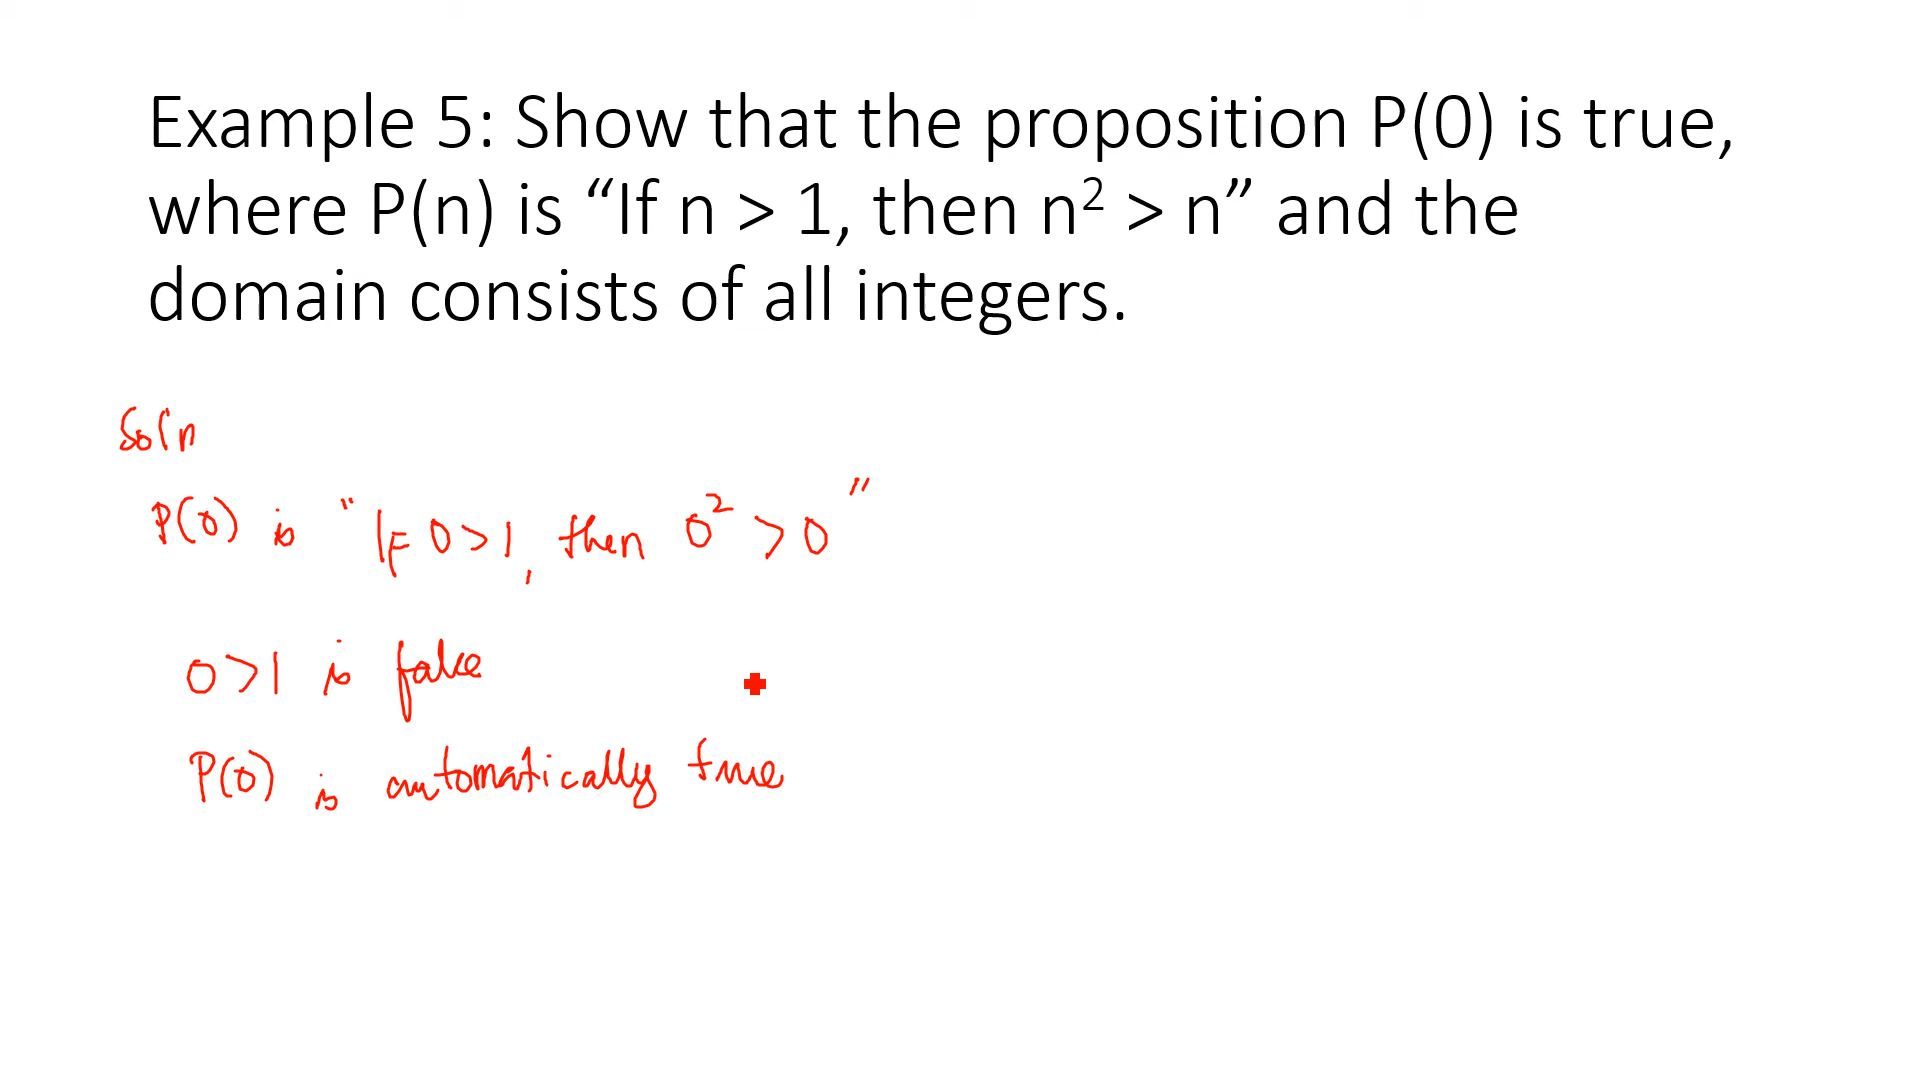 Example 5: Show that the proposition P(0) is true,
where P(n) is “If n > 1, then n² > n” and the
domain consists of all integers.
Sol'n
P(0) is "If 0 > 1, then 0² > 0"
0 > 1 is false
P(0) is automatically true